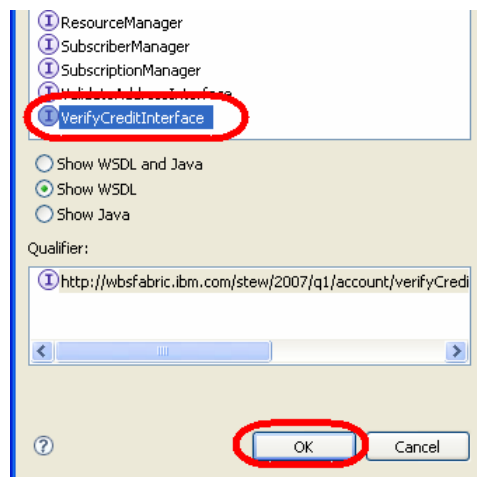 ResourceManager
SubscriberManager
SubscriptionManager
ValidateAddressInterface
VerifyCreditInterface
Show WSDL and Java
Show WSDL
Show Java
Qualifier:
http://wbsfabric.ibm.com/stew/2007/q1/account/verifyCredi
OK Cancel